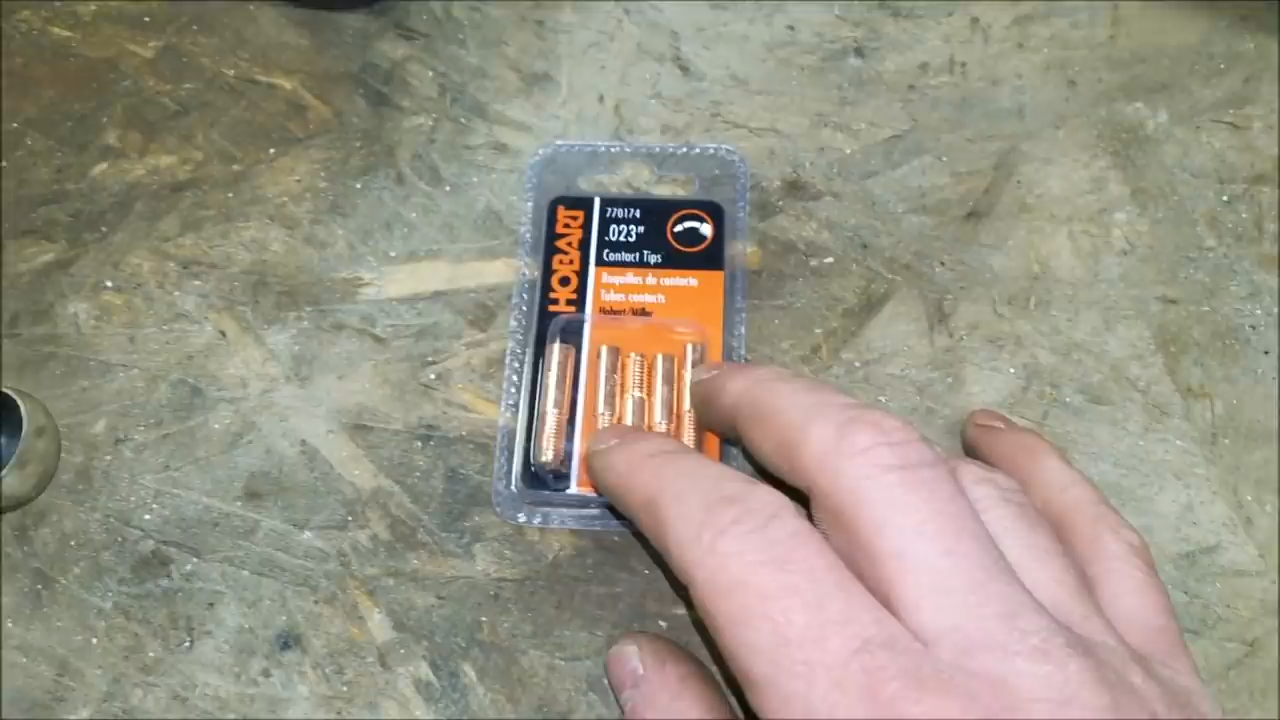 HOBART
770174
.023"
Contact Tips
Boquillas de contacto
Tubes contacts
Hobart/Miller